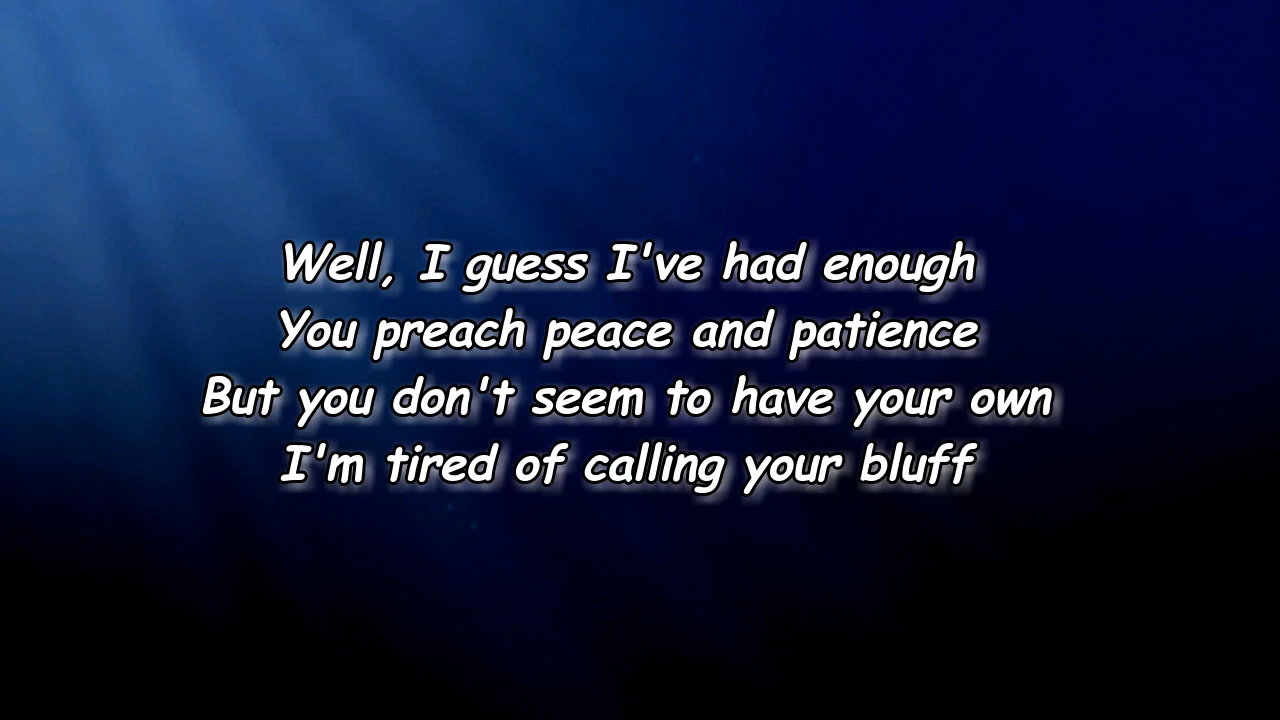 Well, I guess I've had enough
You preach peace and patience
But you don't seem to have your own
I'm tired of calling your bluff